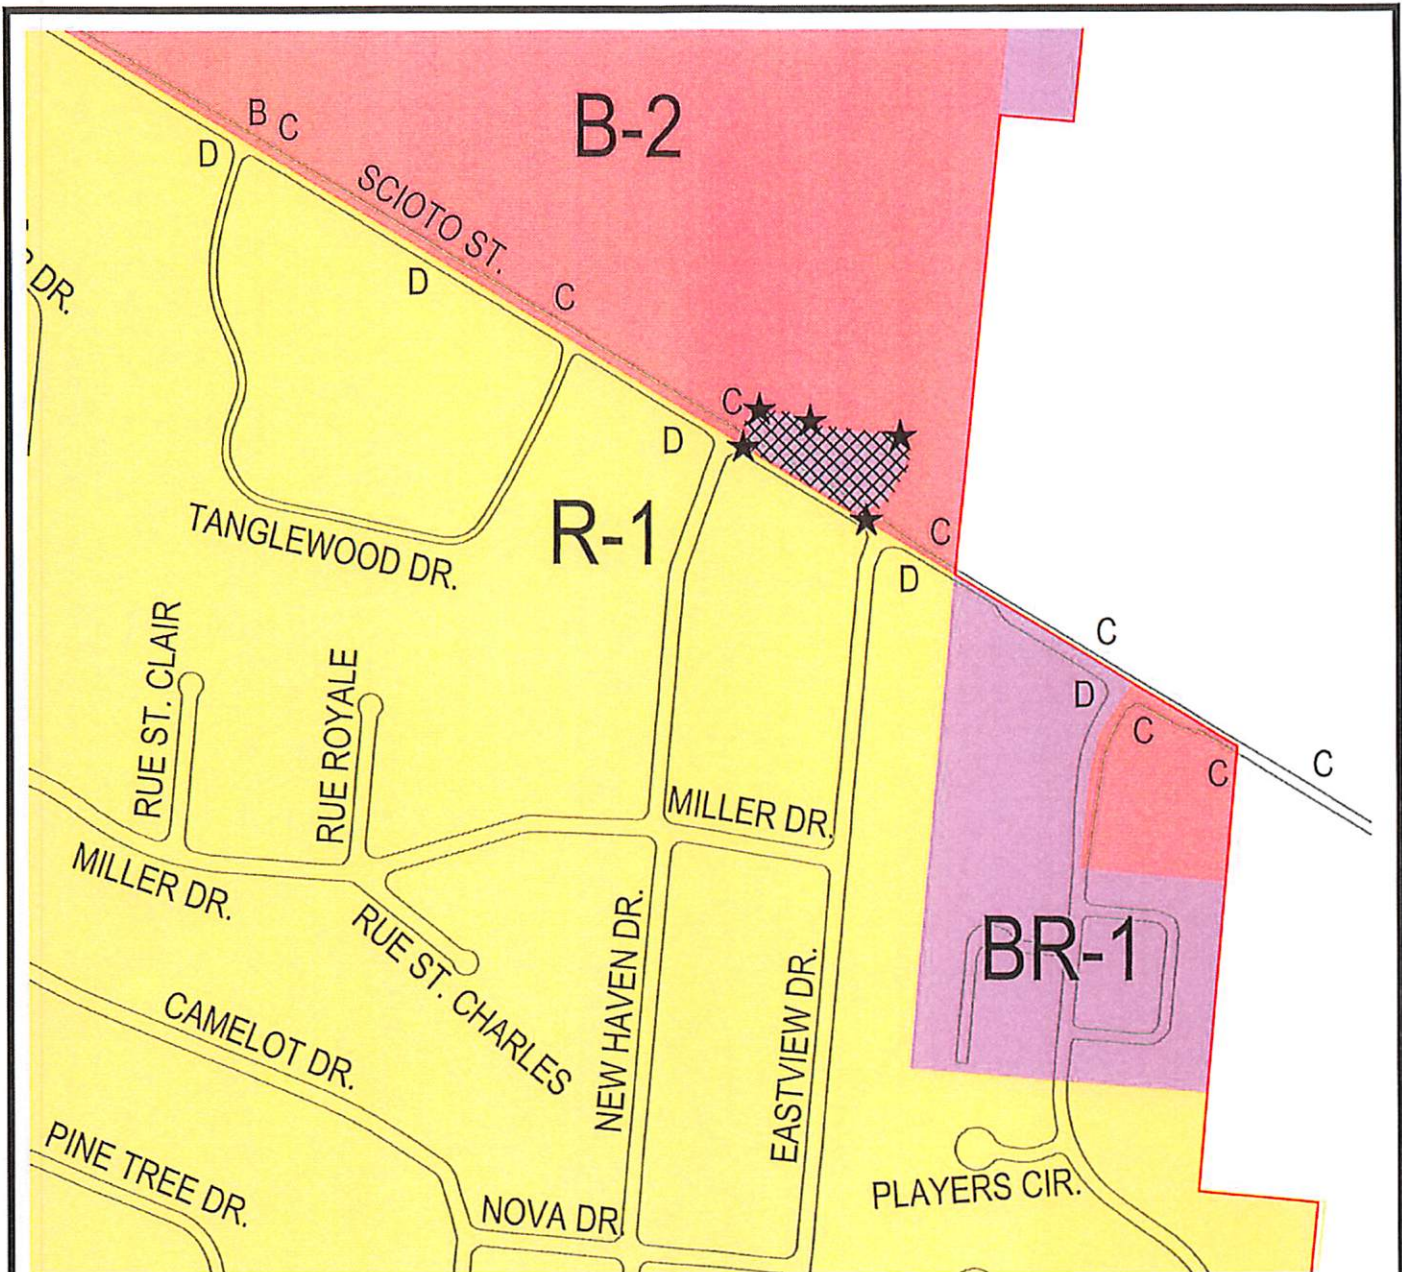 B-2
B C
D
SCIOTO ST.
D
C
DR.
C
D
R-1
TANGLEWOOD DR.
C
D
C
RUE ST. CLAIR
RUE ROYALE
D
C
C
C
MILLER DR.
MILLER DR.
RUE ST. CHARLES
NEW HAVEN DR.
EASTVIEW DR.
BR-1
CAMELOT DR.
PINE TREE DR.
NOVA DR
PLAYERS CIR.